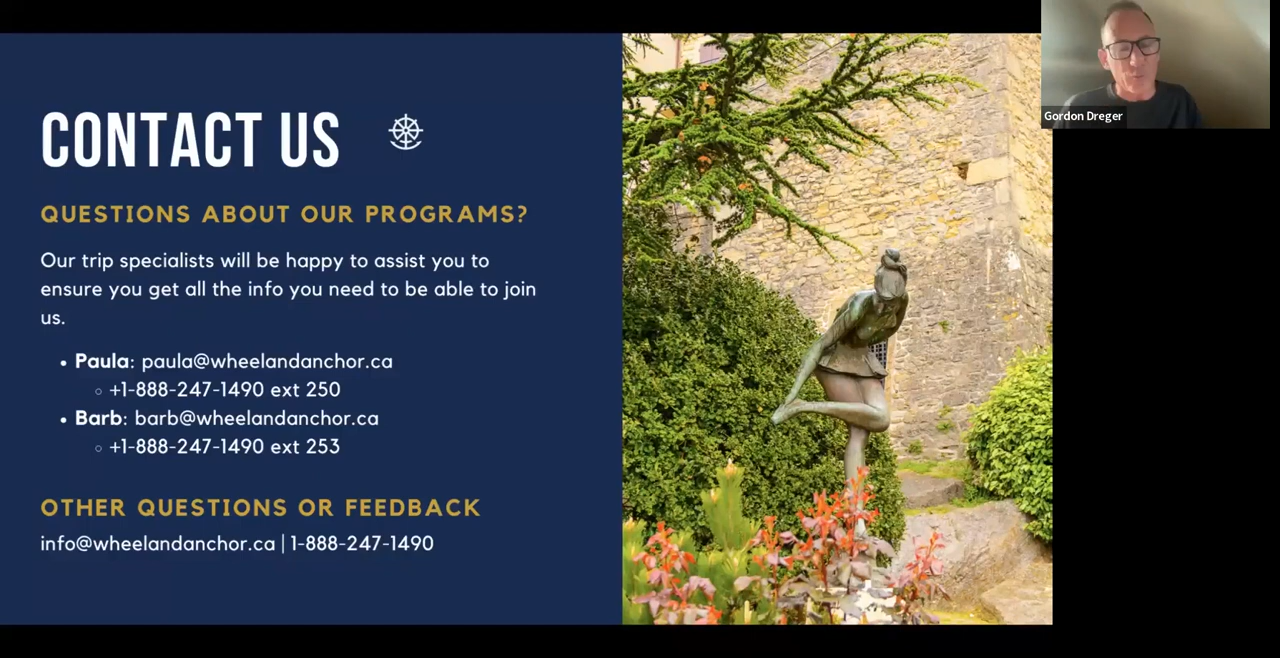 CONTACT US
QUESTIONS ABOUT OUR PROGRAMS?
Our trip specialists will be happy to assist you to
ensure you get all the info you need to be able to join
us.
• Paula: paula@wheelandanchor.ca
◦ +1-888-247-1490 ext 250
• Barb: barb@wheelandanchor.ca
◦ +1-888-247-1490 ext 253
OTHER QUESTIONS OR FEEDBACK
info@wheelandanchor.ca | 1-888-247-1490
Gordon Dreger